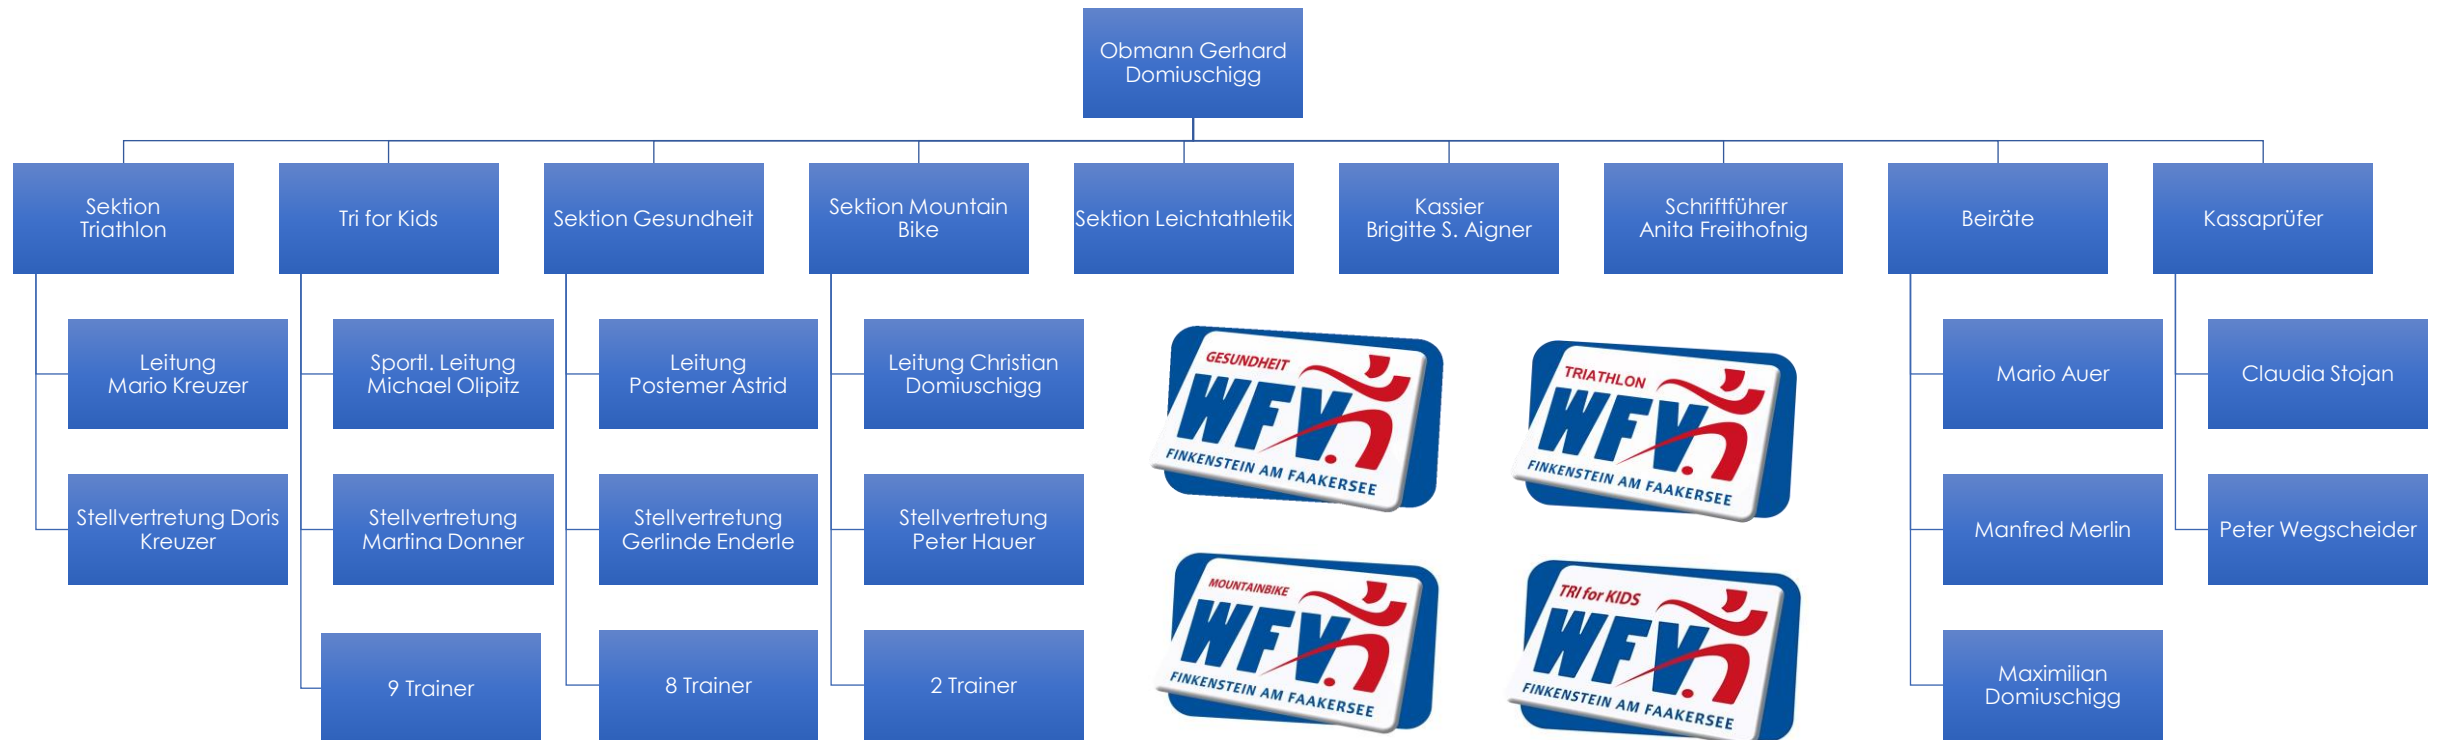 Obmann Gerhard
Domiuschigg
Sektion
Triathlon
Tri for Kids
Sektion Gesundheit
Sektion Mountain
Bike
Sektion Leichtathletik
Kassier
Brigitte S. Aigner
Schriftführer
Anita Freithofnig
Beiräte
Kassaprüfer
Leitung
Mario Kreuzer
Sportl. Leitung
Michael Olipitz
Leitung
Posterner Astrid
Leitung Christian
Domiuschigg
Mario Auer
Claudia Stojan
Stellvertretung Doris
Kreuzer
Stellvertretung
Martina Donner
Stellvertretung
Gerlinde Enderle
Stellvertretung
Peter Hauer
Manfred Merlin
Peter Wegscheider
9 Trainer
8 Trainer
2 Trainer
Maximilian
Domiuschigg
GESUNDHEIT
WFV
FINKENSTEIN AM FAAKERSEE
TRIATHLON
WFV
FINKENSTEIN AM FAAKERSEE
MOUNTAINBIKE
WFV
FINKENSTEIN AM FAAKERSEE
TRI for KIDS
WFV
FINKENSTEIN AM FAAKERSEE